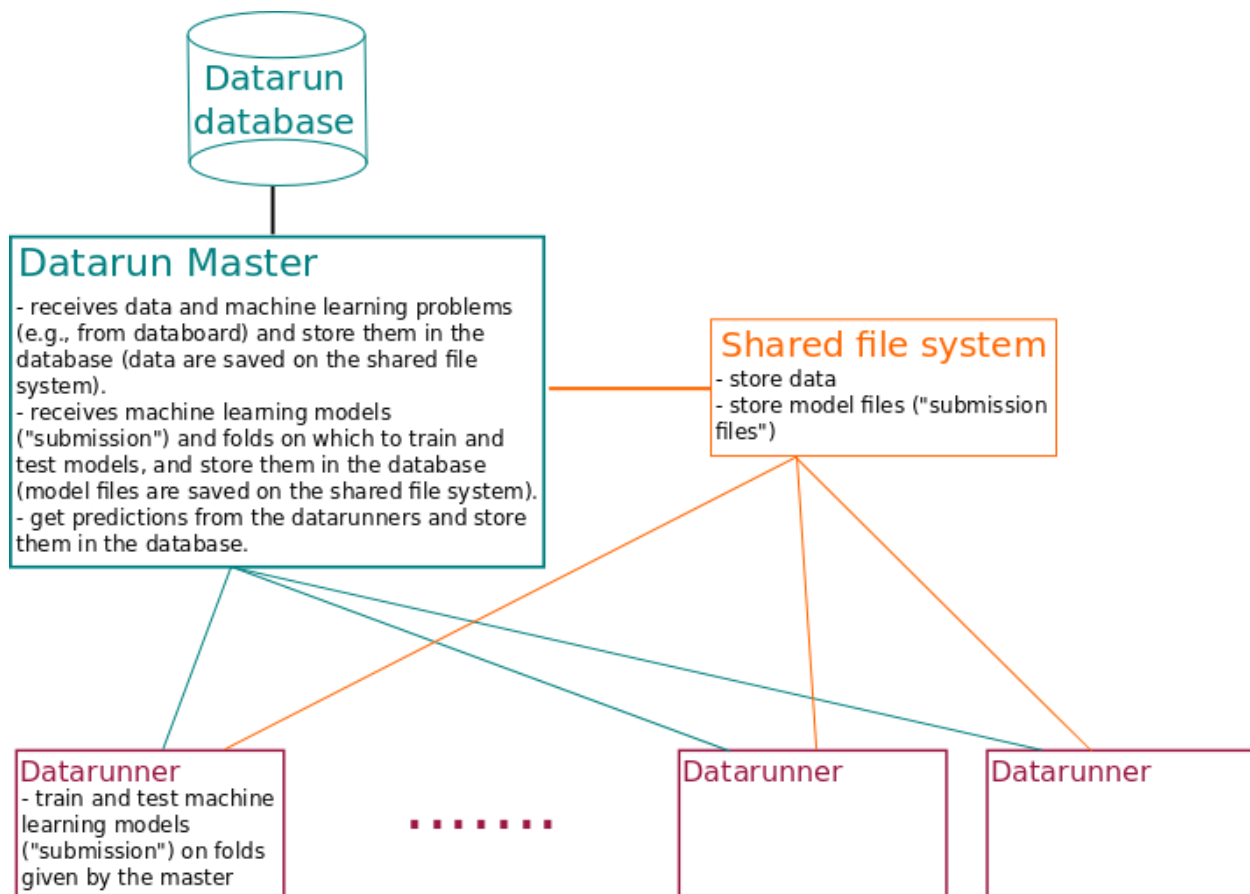 Datarun
database
Datarun Master
- receives data and machine learning problems
(e.g., from databoard) and store them in the
database (data are saved on the shared file
system).
- receives machine learning models
("submission") and folds on which to train and
test models, and store them in the database
(model files are saved on the shared file system).
- get predictions from the datarunners and store
them in the database.
Shared file system
- store data
- store model files ("submission
files")
Datarunner
- train and test machine
learning models
("submission") on folds
given by the master
.......
Datarunner
Datarunner